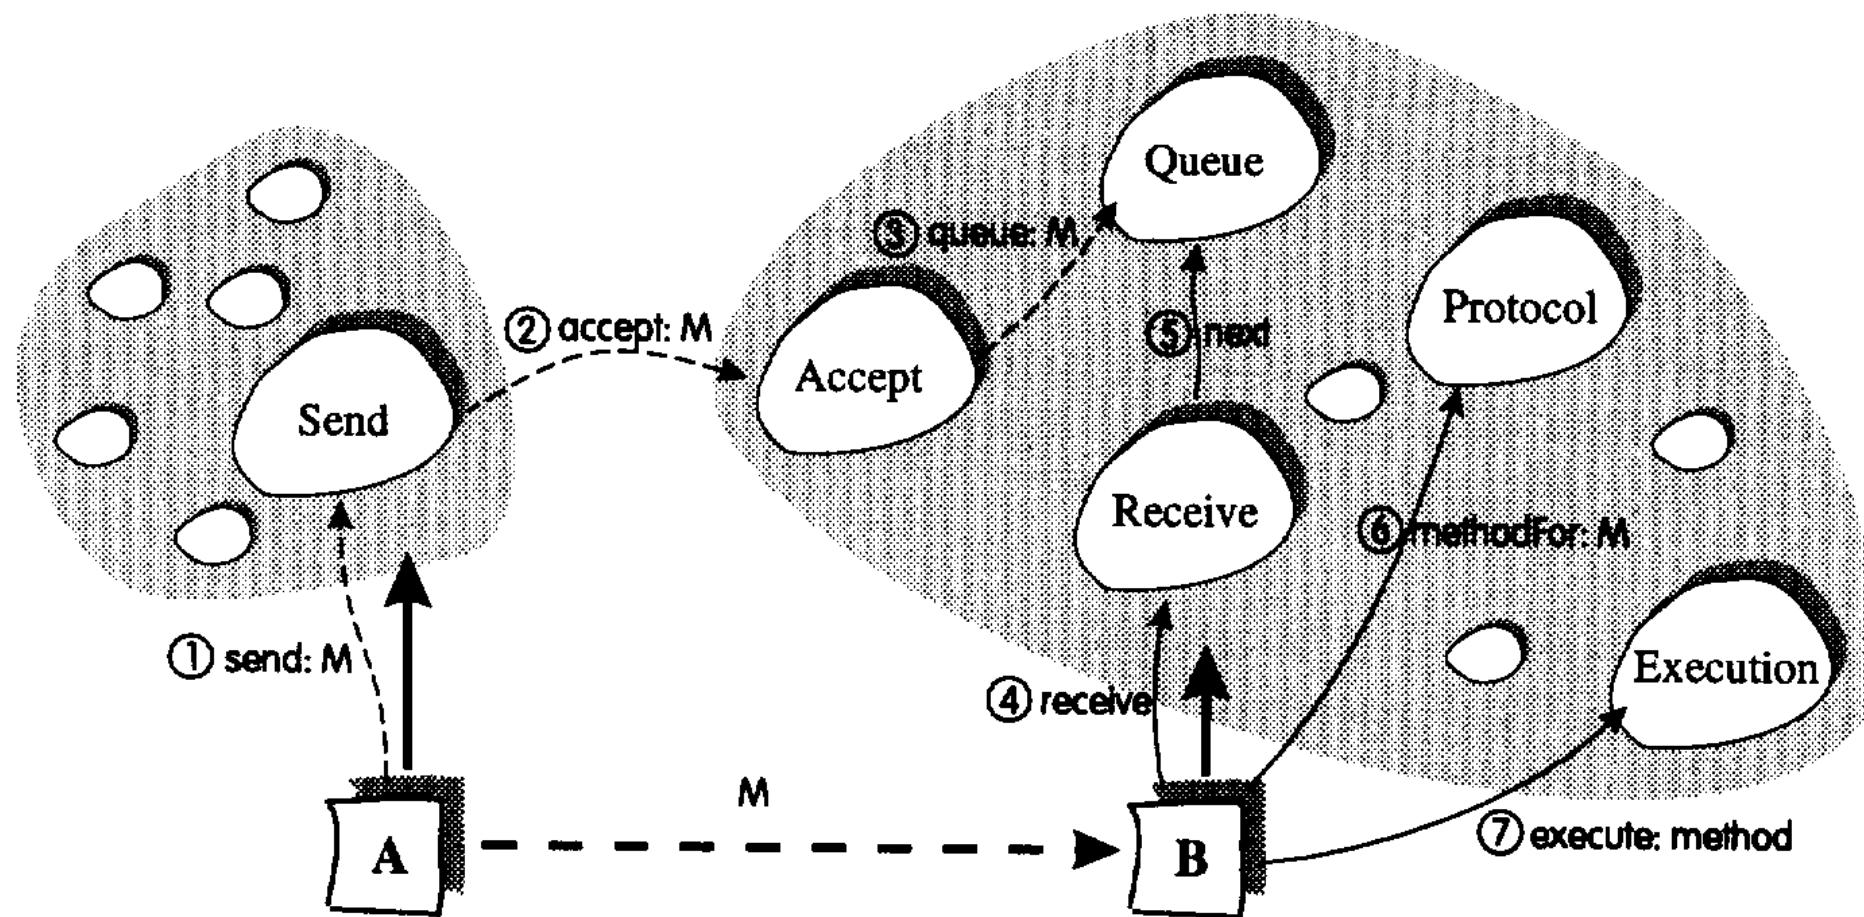 Queue
③ queue: M
Protocol
② accept: M
⑤ next
Accept
Send
Receive
⑥ methodFor: M
① send: M
Execution
④ receive
M
⑦ execute: method
A
B